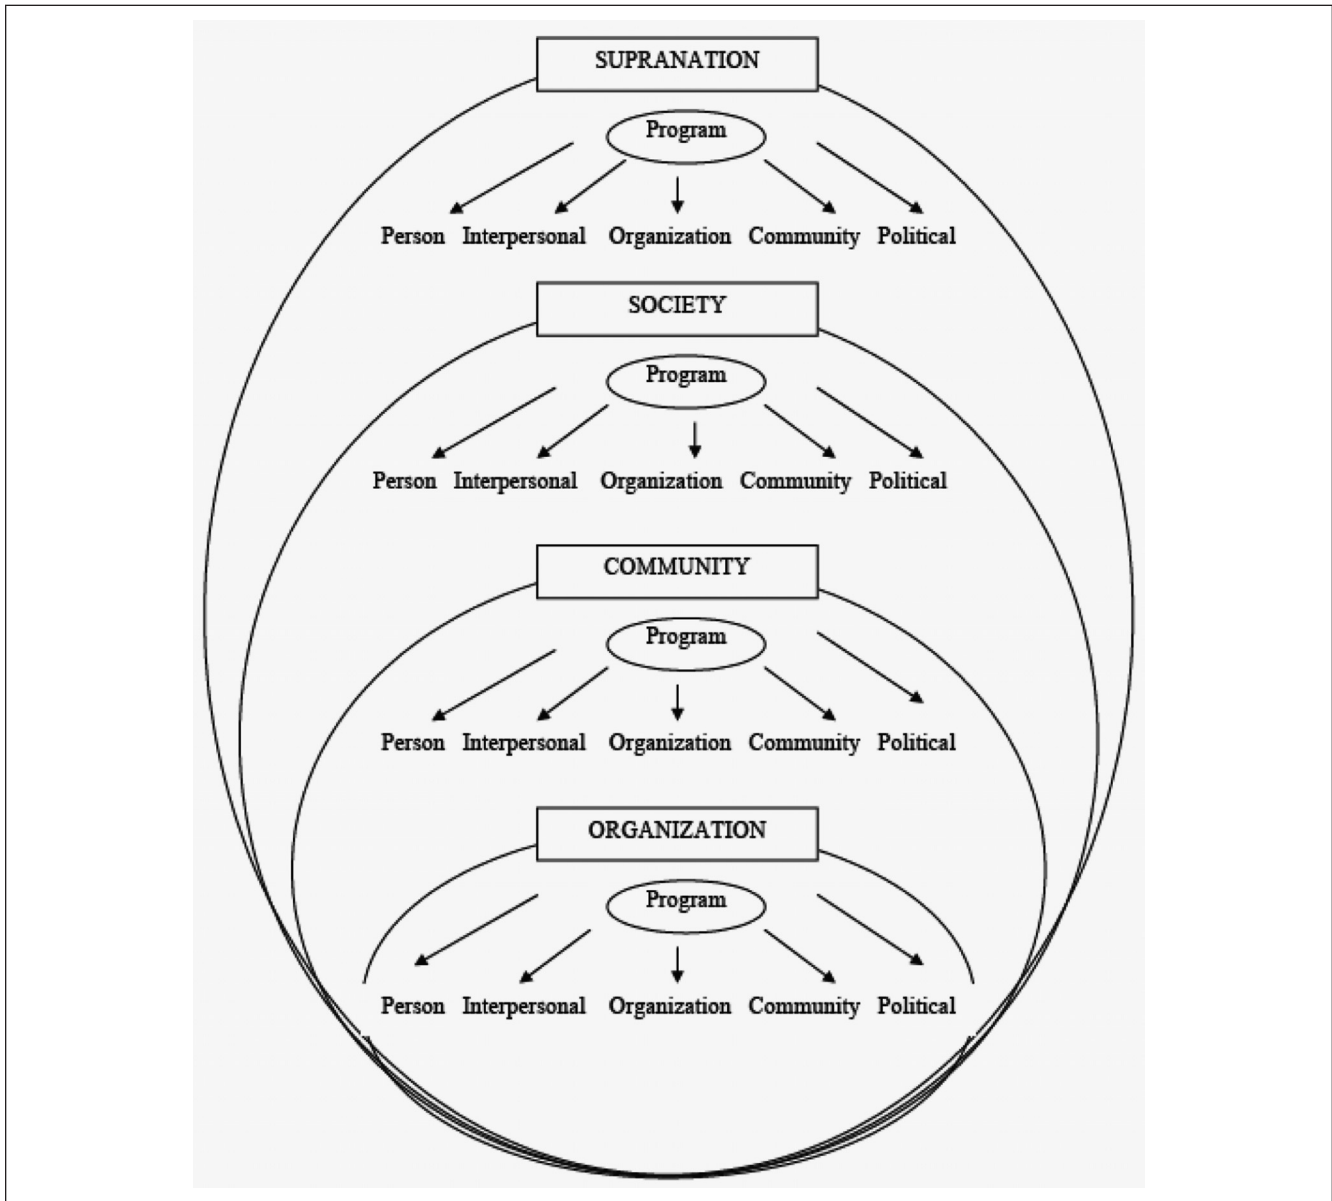 SUPRANATION
Program
Person Interpersonal Organization Community Political
SOCIETY
Program
Person Interpersonal Organization Community Political
COMMUNITY
Program
Person Interpersonal Organization Community Political
ORGANIZATION
Program
Person Interpersonal Organization Community Political